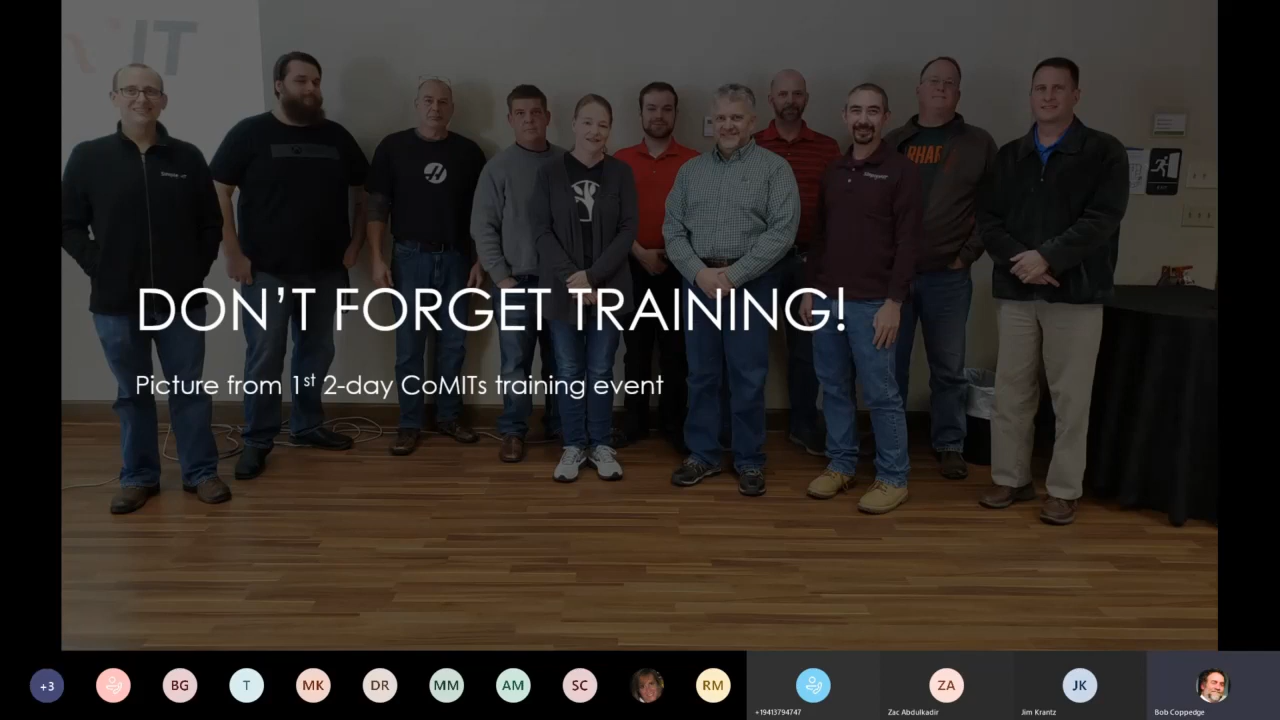 IT
DON'T FORGET TRAINING!
Picture from 1st 2-day CoMITs training event
+3
BG
T
MK
DR
MM
AM
SC
RM
ZA
JK
+19413794747
Zac Abdulkadir
Jim Krantz
Bob Coppedge